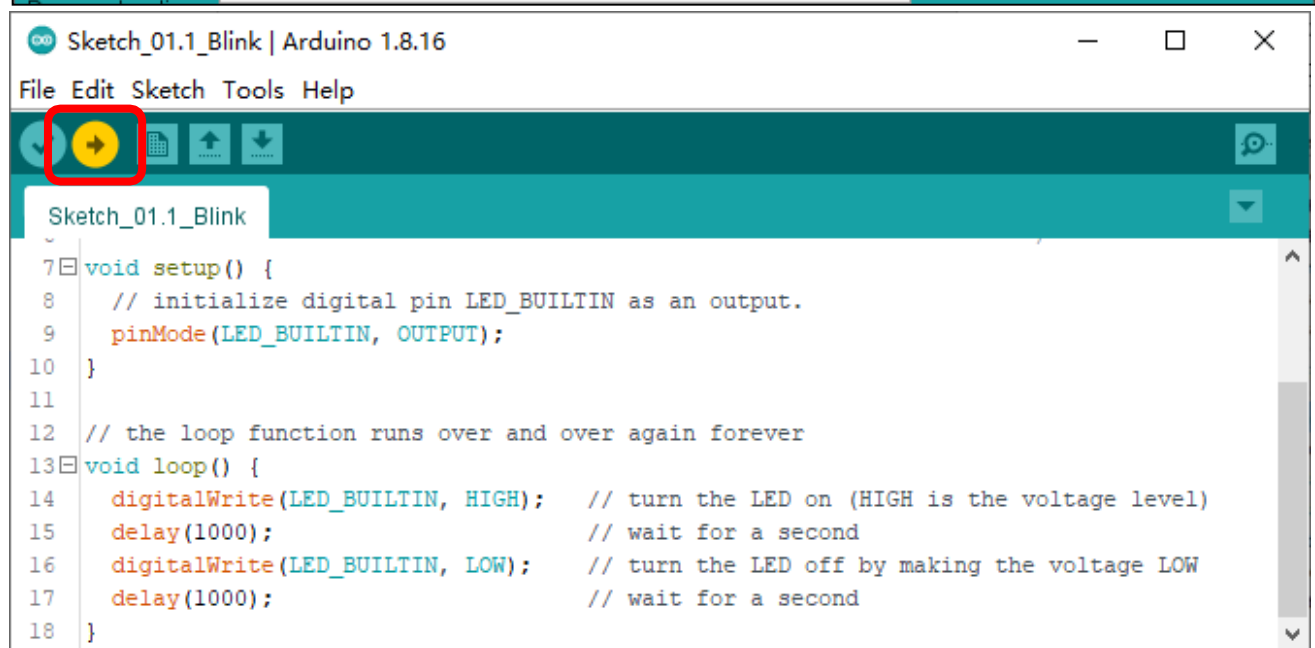 Sketch_01.1_Blink | Arduino 1.8.16
File Edit Sketch Tools Help
Sketch_01.1_Blink
7 void setup() {
8 // initialize digital pin LED_BUILTIN as an output.
9 pinMode(LED_BUILTIN, OUTPUT);
10 }
11
12 // the loop function runs over and over again forever
13 void loop() {
14 digitalWrite(LED_BUILTIN, HIGH); // turn the LED on (HIGH is the voltage level)
15 delay(1000); // wait for a second
16 digitalWrite(LED_BUILTIN, LOW); // turn the LED off by making the voltage LOW
17 delay(1000); // wait for a second
18 }